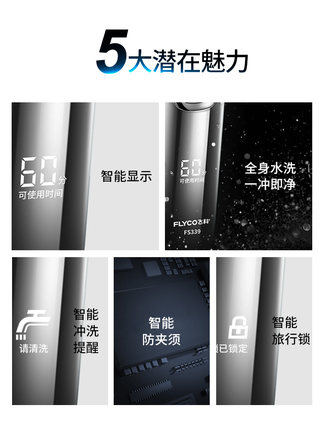 5大潜在魅力
60分
可使用时间
智能显示
60分
可使用时间
FLYCO飞科
FS339
全身水洗
一冲即净
请清洗
智能
冲洗
提醒
智能
防夹须
已锁定
智能
旅行锁